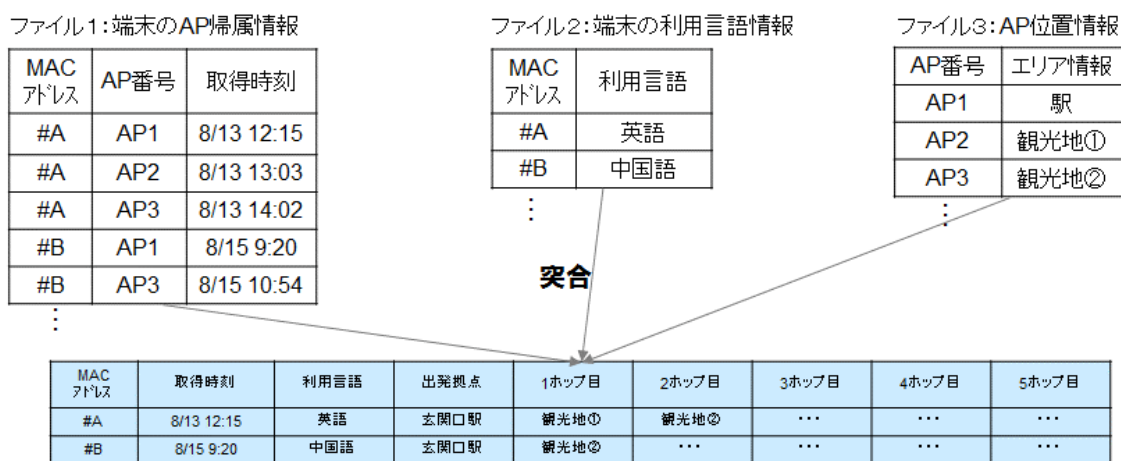 ファイル1:端末のAP帰属情報
MAC
アドレス
AP番号
取得時刻
#A AP1 8/13 12:15
#A AP2 8/13 13:03
#A AP3 8/13 14:02
#B AP1 8/15 9:20
#B AP3 8/15 10:54
⋮
ファイル2:端末の利用言語情報
MAC
アドレス
利用言語
#A 英語
#B 中国語
⋮
ファイル3:AP位置情報
AP番号 エリア情報
AP1 駅
AP2 観光地①
AP3 観光地②
⋮
突合
MAC
アドレス
取得時刻 利用言語 出発拠点 1ホップ目 2ホップ目 3ホップ目 4ホップ目 5ホップ目
#A 8/13 12:15 英語 玄関口駅 観光地① 観光地② ・・・ ・・・ ・・・
#B 8/15 9:20 中国語 玄関口駅 観光地② ・・・ ・・・ ・・・ ・・・